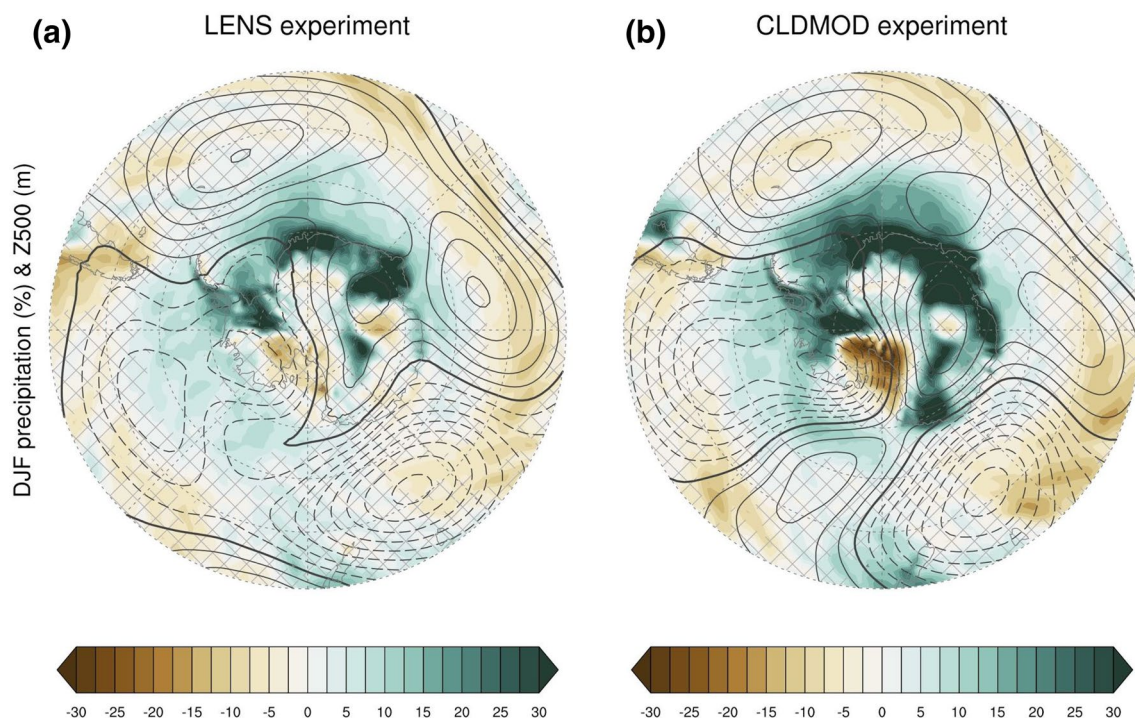 (a)
LENS experiment
(b)
CLDMOD experiment
DJF precipitation (%) & Z500 (m)
-30 -25 -20 -15 -10 -5 0 5 10 15 20 25 30
-30 -25 -20 -15 -10 -5 0 5 10 15 20 25 30